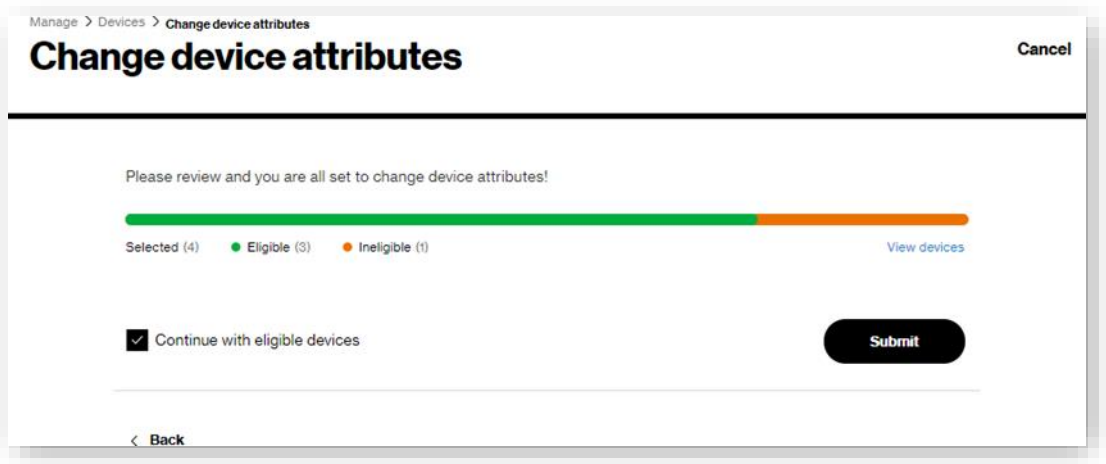 Manage > Devices > Change device attributes
Change device attributes
Cancel
Please review and you are all set to change device attributes!
Selected (4) Eligible (3) Ineligible (1) View devices
Continue with eligible devices Submit
< Back